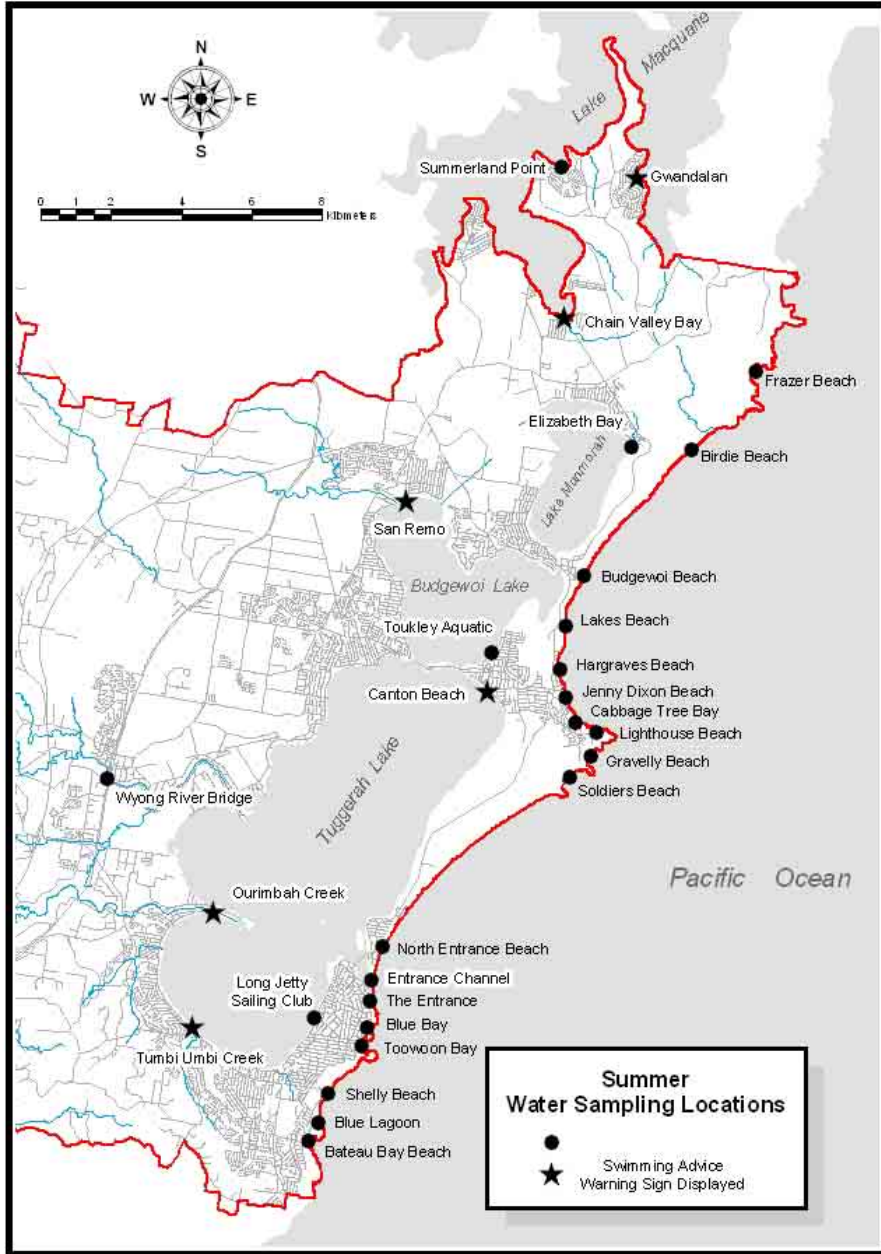 N
W E
S
Lake Macquarie
Summerland Point
Gwandalan
0 1 2 4 6 8
Kilometers
Chain Valley Bay
Frazer Beach
Elizabeth Bay
Birdie Beach
Lake Munmorah
San Remo
Budgewoi Lake
Budgewoi Beach
Lakes Beach
Toukley Aquatic
Hargraves Beach
Canton Beach
Jenny Dixon Beach
Cabbage Tree Bay
Lighthouse Beach
Gravelly Beach
Soldiers Beach
Tuggerah Lake
Wyong River Bridge
Pacific Ocean
Ourimbah Creek
North Entrance Beach
Long Jetty
Sailing Club
Entrance Channel
The Entrance
Blue Bay
Tumbi Umbi Creek
Toowoon Bay
Shelly Beach
Blue Lagoon
Bateau Bay Beach
Summer
Water Sampling Locations
Swimming Advice
Warning Sign Displayed